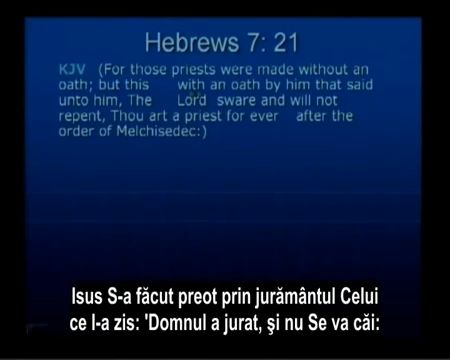 Hebrews 7: 21
KJV (For those priests were made without an
oath; but this with an oath by him that said
unto him, The Lord sware and will not
repent, Thou art a priest for ever after the
order of Melchisedec:)
Isus S-a făcut preot prin jurământul Celui
ce I-a zis: 'Domnul a jurat, şi nu Se va căi: